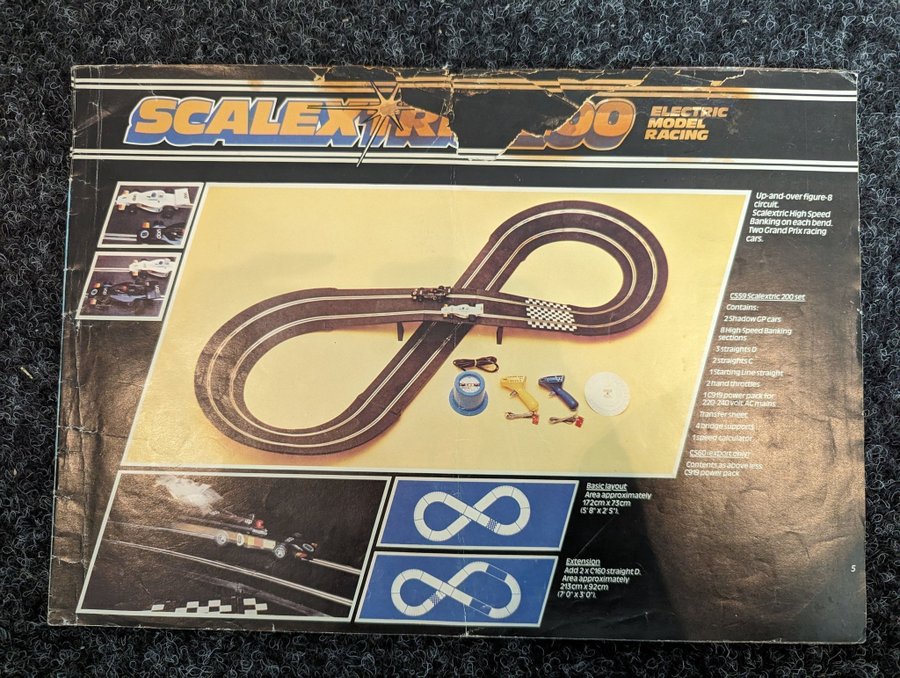 SCALEXTRIC 200
ELECTRIC
MODEL
RACING
Up-and-over figure-8
circuit.
Scalextric High Speed
Banking on each bend.
Two Grand Prix racing
cars.
C559 Scalextric 200 set
Contains:
2 Shadow GP cars
8 High Speed Banking
sections
3 straights D
2 straights C
1 Starting Line straight
2 hand throttles
1 C919 power pack for
220-240 volt AC mains
Transfer sheet
4 bridge supports
1 speed calculator
C560 (export only)
Contents as above less
C919 power pack
Basic layout
Area approximately
172cm x 73cm
(5'8" x 2'5").
Extension
Add 2 x C160 straight D.
Area approximately
213cm x 92cm
(7'0" x 3'0").
5